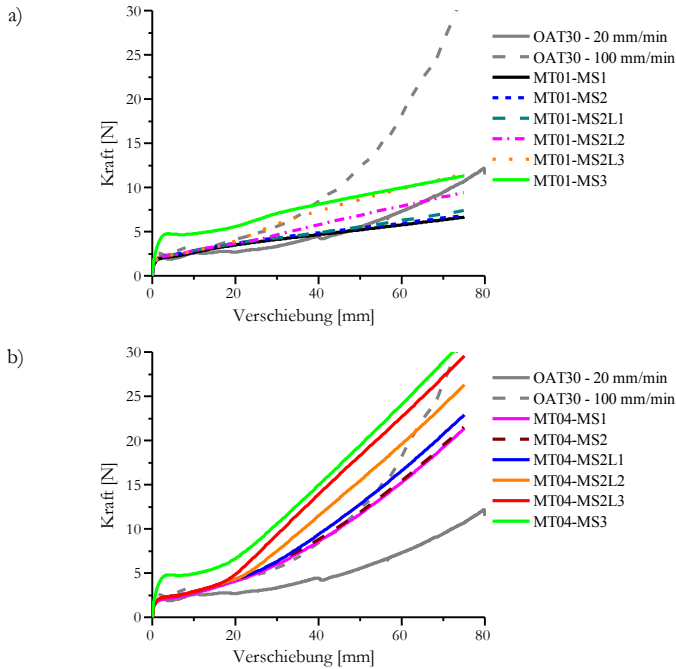 a)
30
25
20
15
10
5
0
Kraft [N]
0 20 40 60 80
Verschiebung [mm]
OAT30 - 20 mm/min
OAT30 - 100 mm/min
MT01-MS1
MT01-MS2
MT01-MS2L1
MT01-MS2L2
MT01-MS2L3
MT01-MS3
b)
30
25
20
15
10
5
0
Kraft [N]
0 20 40 60 80
Verschiebung [mm]
OAT30 - 20 mm/min
OAT30 - 100 mm/min
MT04-MS1
MT04-MS2
MT04-MS2L1
MT04-MS2L2
MT04-MS2L3
MT04-MS3